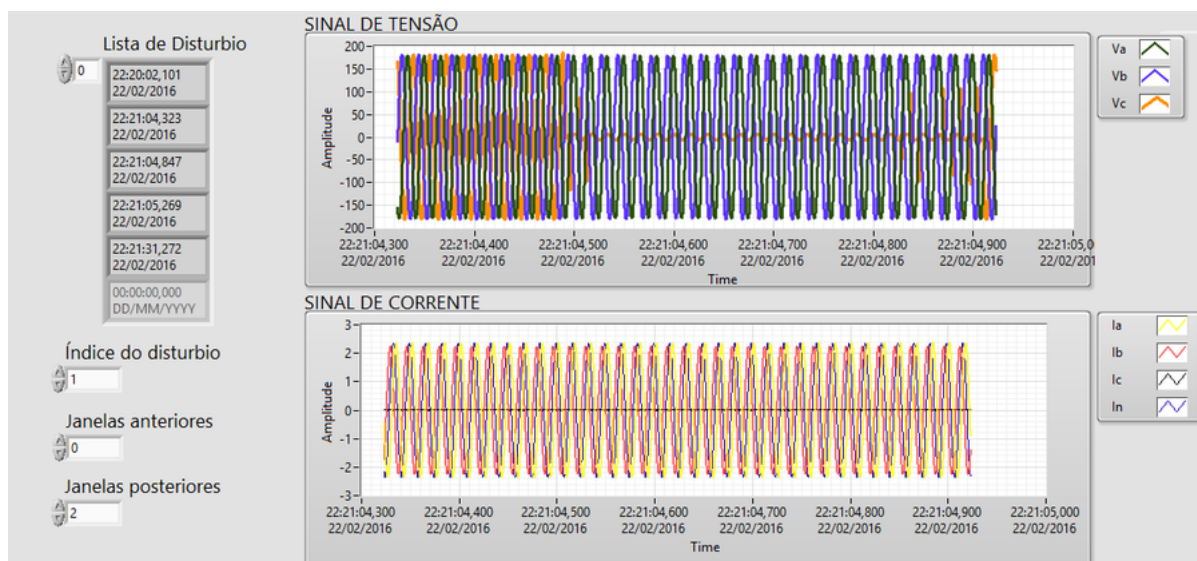 Lista de Disturbio
0
22:20:02,101
22/02/2016
22:21:04,323
22/02/2016
22:21:04,847
22/02/2016
22:21:05,269
22/02/2016
22:21:31,272
22/02/2016
00:00:00,000
DD/MM/YYYY
Índice do disturbio
1
Janelas anteriores
0
Janelas posteriores
2
SINAL DE TENSÃO
Amplitude
200
150
100
50
0
-50
-100
-150
-200
22:21:04,300 22:21:04,400 22:21:04,500 22:21:04,600 22:21:04,700 22:21:04,800 22:21:04,900 22:21:05,0
22/02/2016 22/02/2016 22/02/2016 22/02/2016 22/02/2016 22/02/2016 22/02/2016 22/02/201
Time
Va
Vb
Vc
SINAL DE CORRENTE
Amplitude
3
2
1
0
-1
-2
-3
22:21:04,300 22:21:04,400 22:21:04,500 22:21:04,600 22:21:04,700 22:21:04,800 22:21:04,900 22:21:05,000
22/02/2016 22/02/2016 22/02/2016 22/02/2016 22/02/2016 22/02/2016 22/02/2016 22/02/2016
Time
Ia
Ib
Ic
In